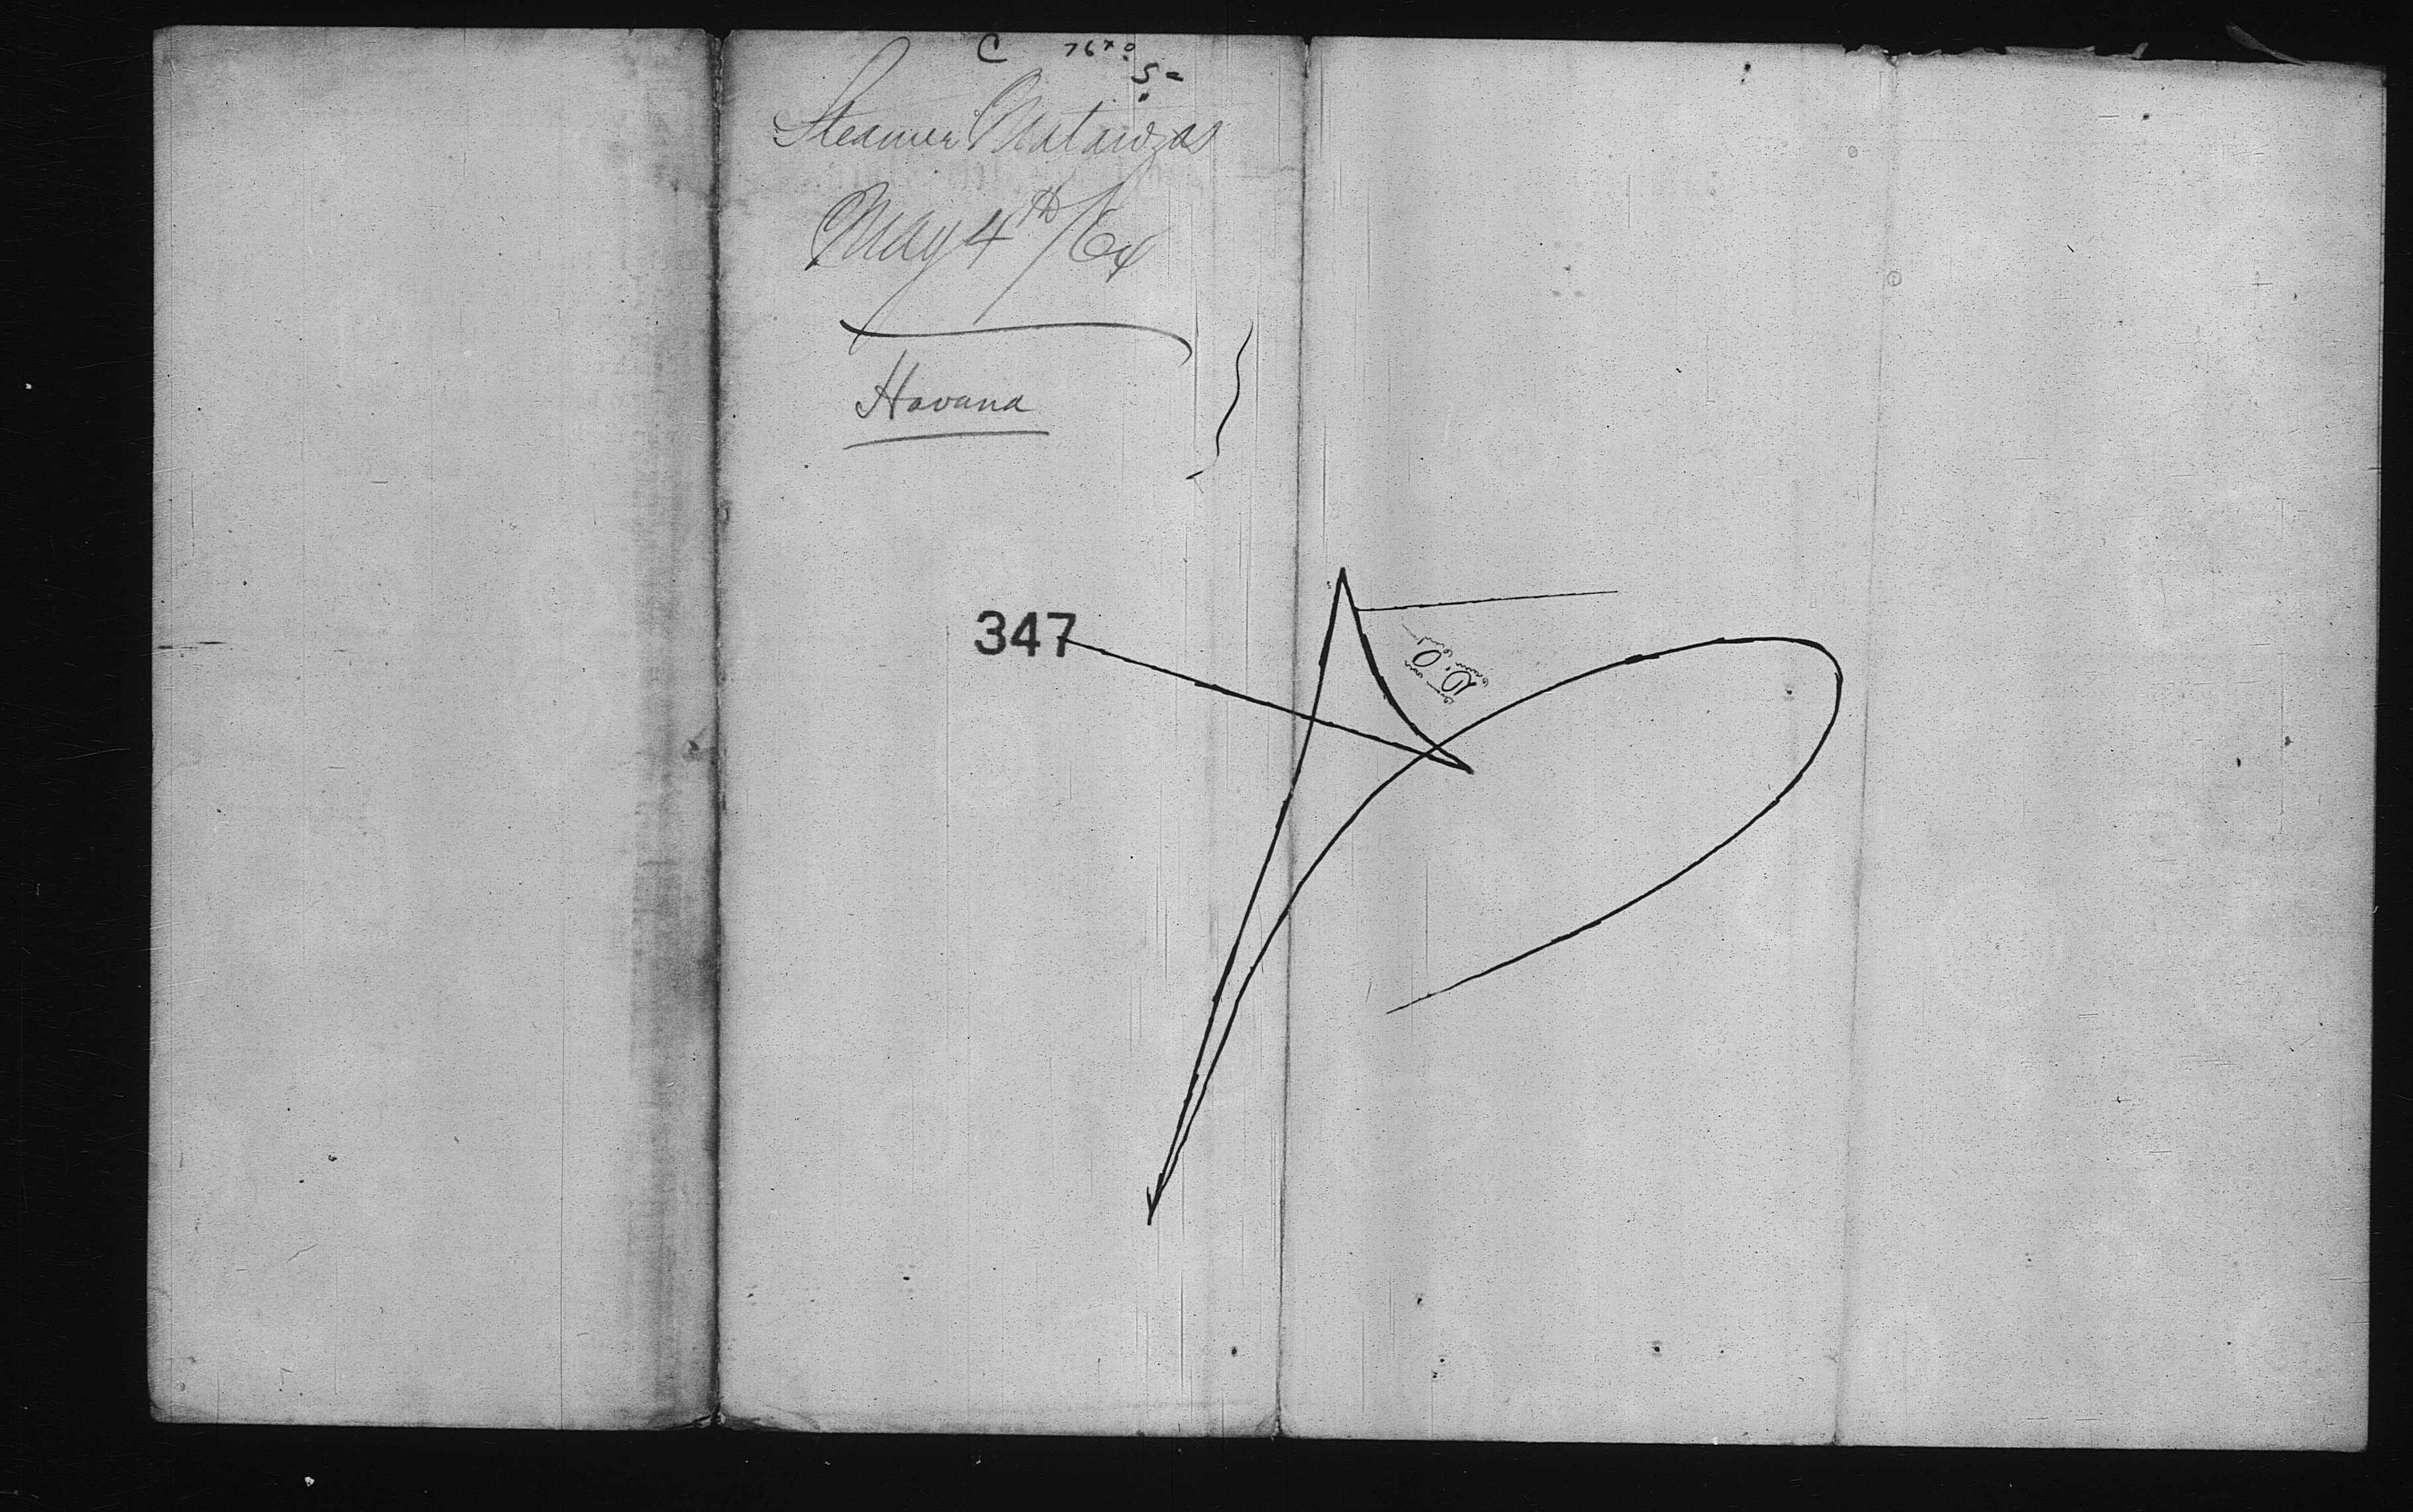 C
Steamer Matanzas
May 4th/64
Havana
347